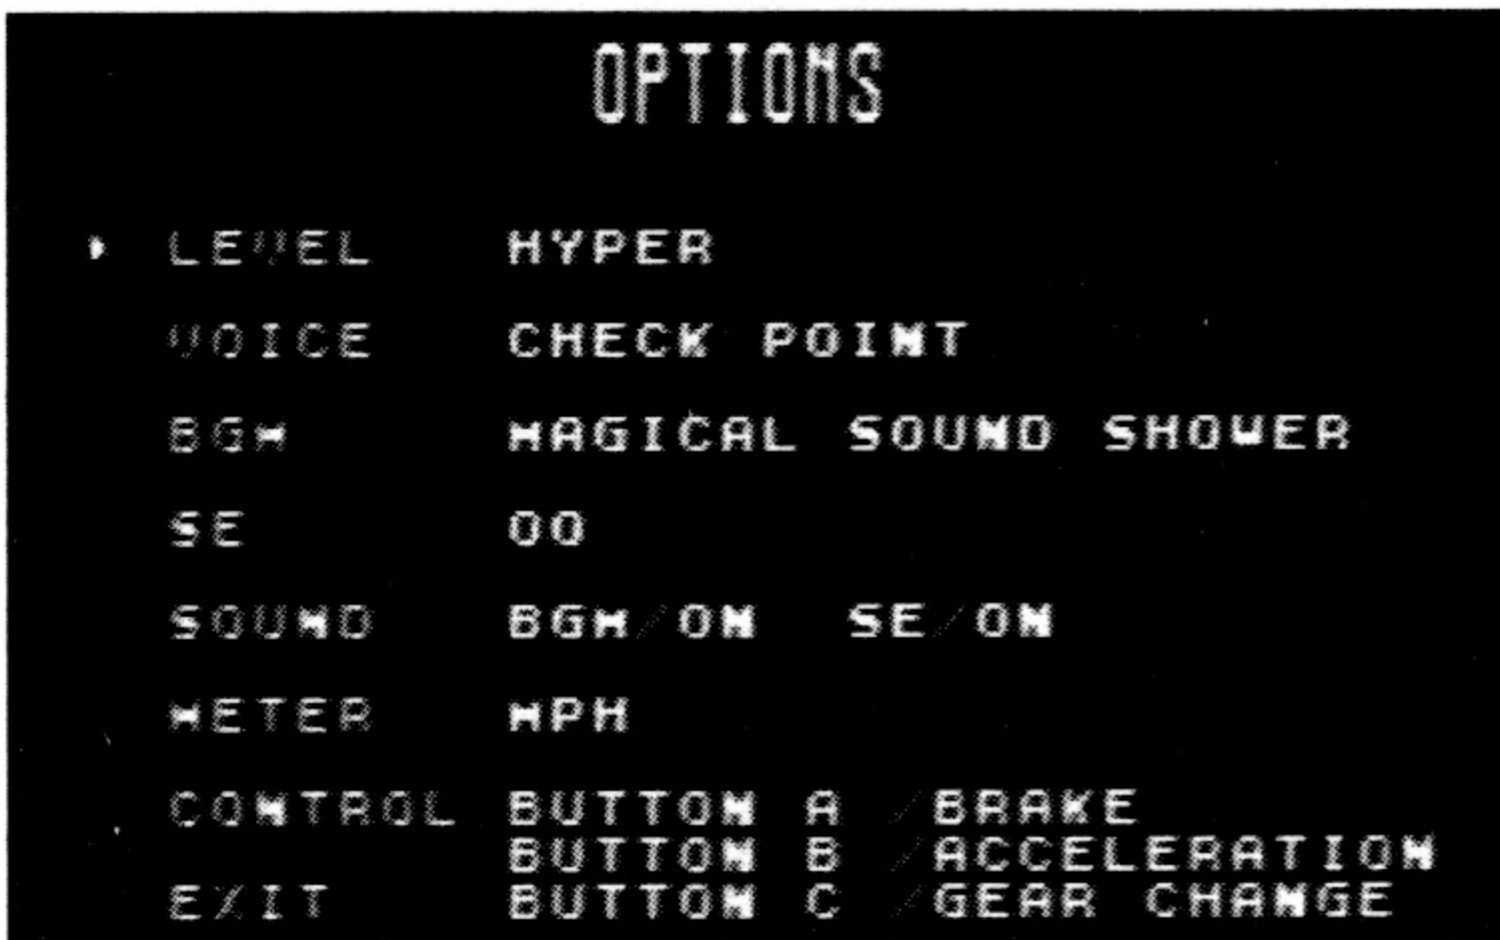 OPTIONS
LEVEL HYPER
VOICE CHECK POINT
BGM MAGICAL SOUND SHOWER
SE 00
SOUND BGM/ON SE/ON
METER MPH
CONTROL BUTTON A /BRAKE
BUTTON B /ACCELERATION
EXIT BUTTON C /GEAR CHANGE